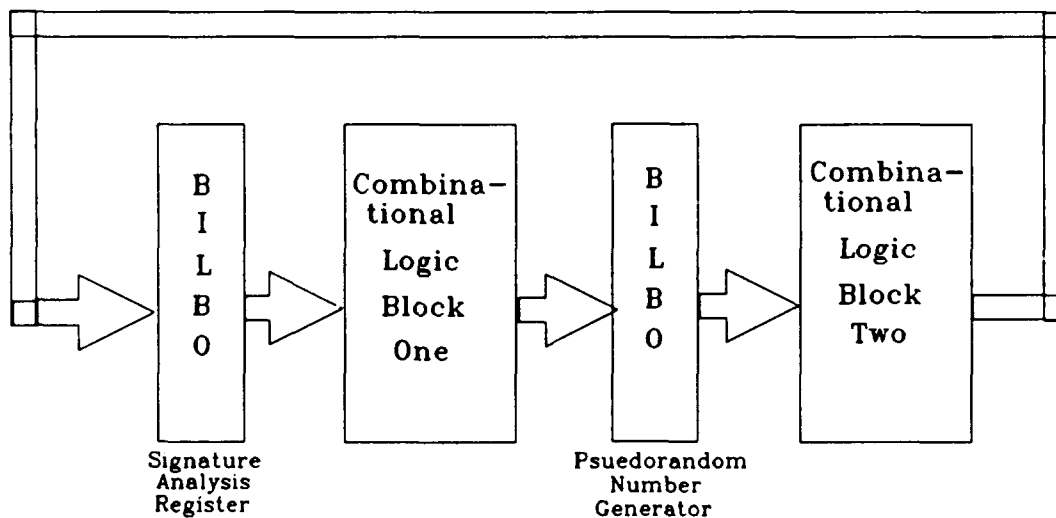 B
I
L
B
O
Combina-
tional
Logic
Block
One
B
I
L
B
O
Combina-
tional
Logic
Block
Two
Signature
Analysis
Register
Psuedorandom
Number
Generator